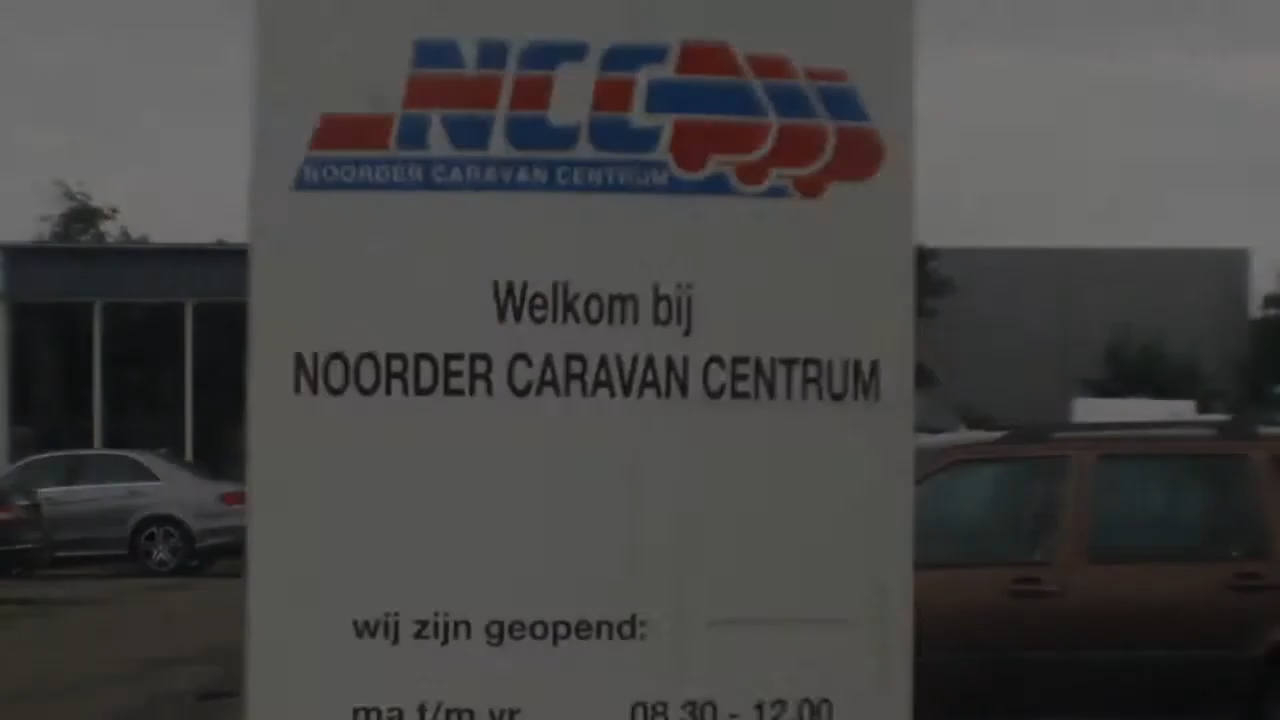 NCC
NOORDER CARAVAN CENTRUM
Welkom bij
NOORDER CARAVAN CENTRUM
wij zijn geopend:
ma t/m vr 08.30 - 12.00